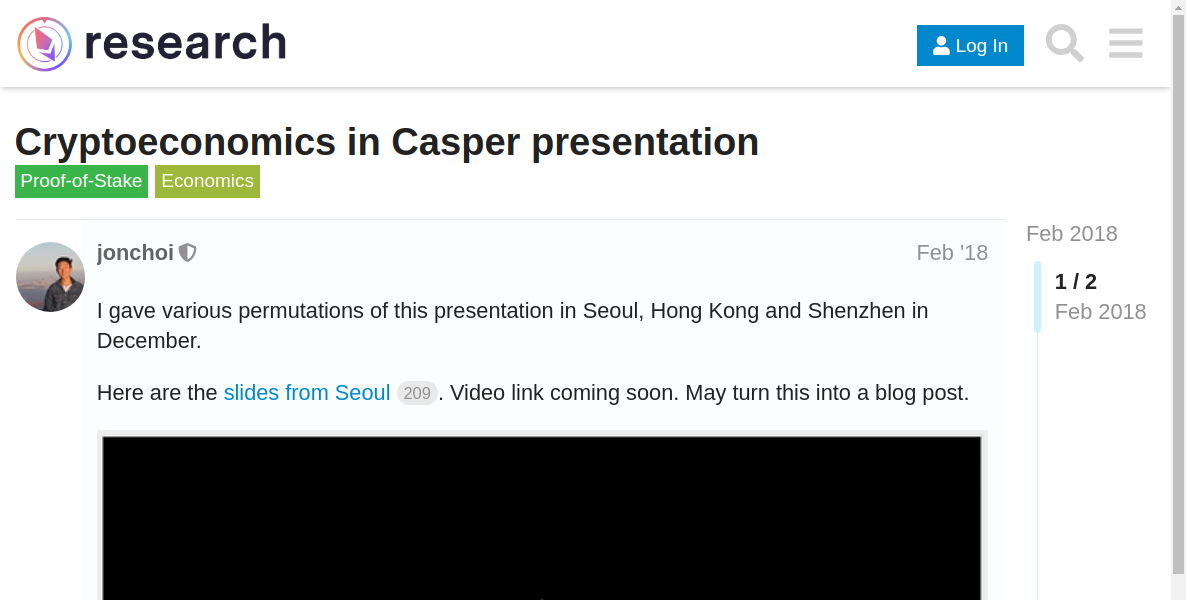 research
Log In
Cryptoeconomics in Casper presentation
Proof-of-Stake Economics
jonchoi Feb '18
Feb 2018
1 / 2
Feb 2018
I gave various permutations of this presentation in Seoul, Hong Kong and Shenzhen in
December.
Here are the slides from Seoul 209. Video link coming soon. May turn this into a blog post.